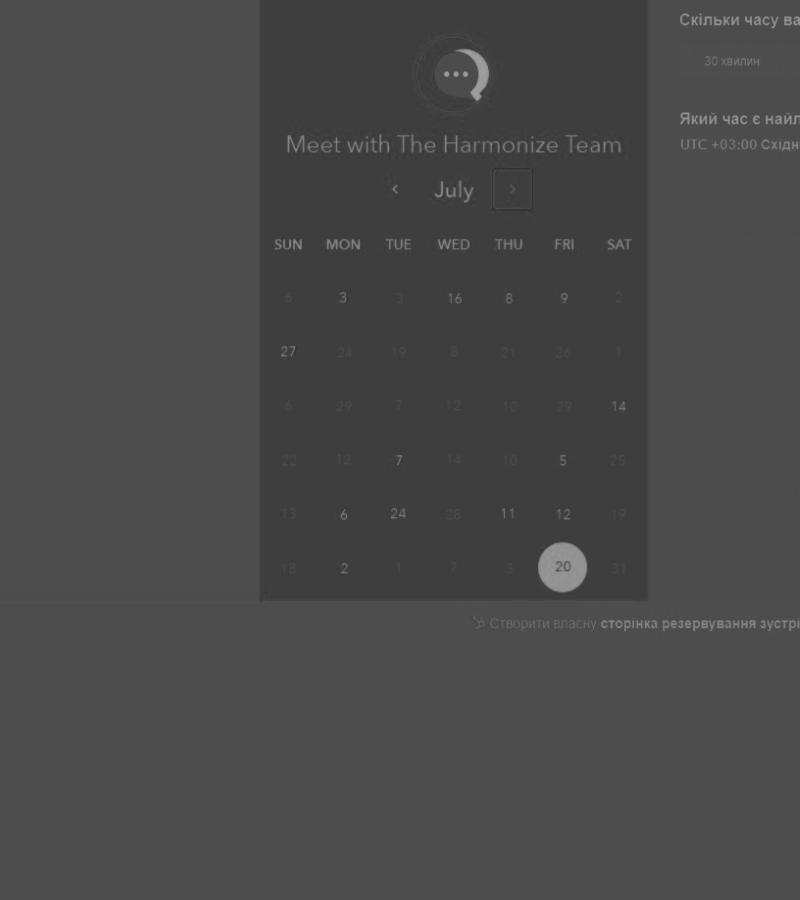 Meet with The Harmonize Team
July
SUN MON TUE WED THU FRI SAT
6 3 3 16 8 9 2
27 24 19 8 21 26 1
6 29 7 12 10 29 14
22 12 7 14 10 5 25
13 6 24 28 11 12 19
18 2 1 7 3 20 31
Скільки часу ва
30 хвилин
Який час є найл
UTC +03:00 Східн
Створити власну сторінка резервування зустрі